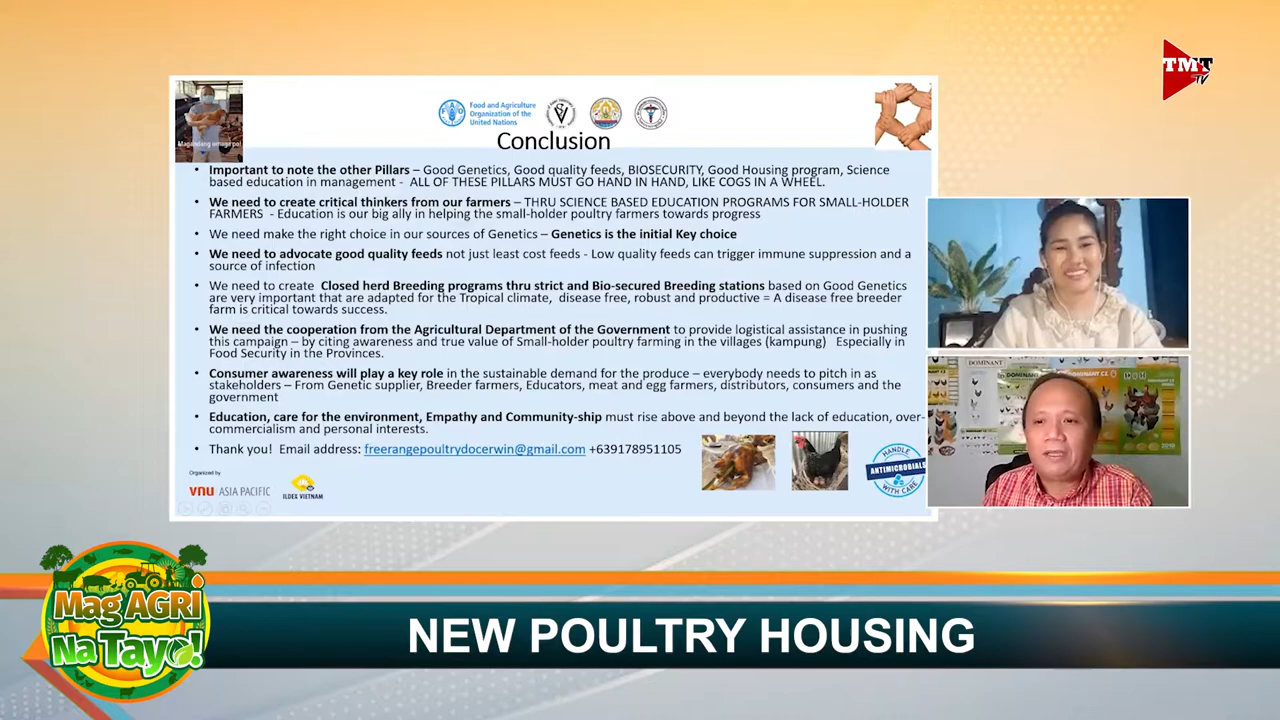 TMT
TV
Food and Agriculture
Organization of the
United Nations
Magandang umaga po!
Conclusion
• Important to note the other Pillars – Good Genetics, Good quality feeds, BIOSECURITY, Good Housing program, Science
based education in management - ALL OF THESE PILLARS MUST GO HAND IN HAND, LIKE COGS IN A WHEEL.
• We need to create critical thinkers from our farmers – THRU SCIENCE BASED EDUCATION PROGRAMS FOR SMALL-HOLDER
FARMERS - Education is our big ally in helping the small-holder poultry farmers towards progress
• We need make the right choice in our sources of Genetics – Genetics is the initial Key choice
• We need to advocate good quality feeds not just least cost feeds - Low quality feeds can trigger immune suppression and a
source of infection
• We need to create Closed herd Breeding programs thru strict and Bio-secured Breeding stations based on Good Genetics
are very important that are adapted for the Tropical climate, disease free, robust and productive = A disease free breeder
farm is critical towards success.
• We need the cooperation from the Agricultural Department of the Government to provide logistical assistance in pushing
this campaign – by citing awareness and true value of Small-holder poultry farming in the villages (kampung) Especially in
Food Security in the Provinces.
• Consumer awareness will play a key role in the sustainable demand for the produce – everybody needs to pitch in as
stakeholders – From Genetic supplier, Breeder farmers, Educators, meat and egg farmers, distributors, consumers and the
government
• Education, care for the environment, Empathy and Community-ship must rise above and beyond the lack of education, over-
commercialism and personal interests.
• Thank you! Email address: freerangepoultrydocerwin@gmail.com +639178951105
Organized by
vnu ASIA PACIFIC
ILDEX VIETNAM
HANDLE
ANTIMICROBIALS
WITH CARE
DOMINANT
DOMINANT CZ
Mag AGRI
Na Tayo!
NEW POULTRY HOUSING